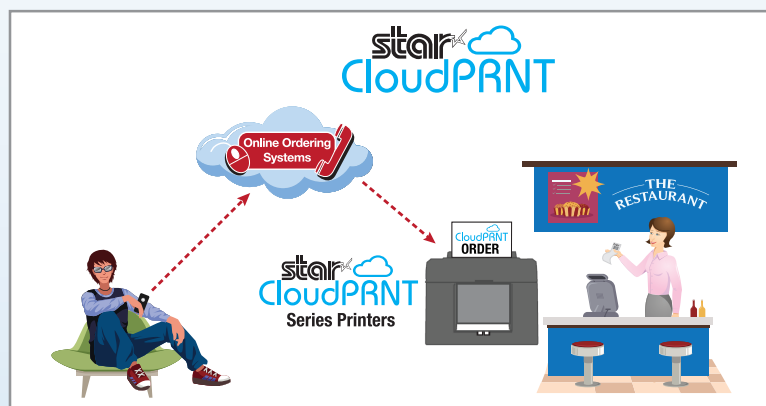 star
CloudPRNT
Online Ordering
Systems
THE
RESTAURANT
CloudPRNT
ORDER
star
CloudPRNT
Series Printers